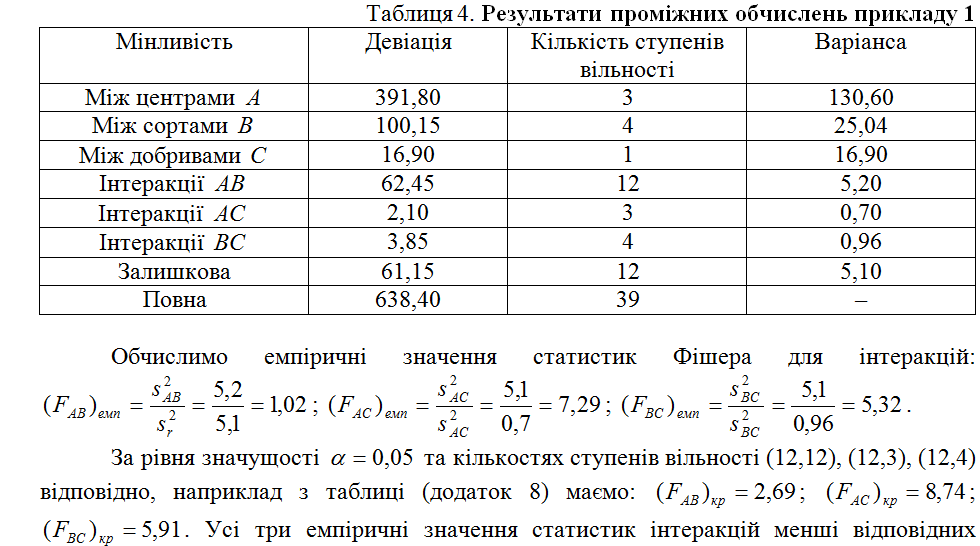 Таблиця 4. Результати проміжних обчислень прикладу 1
Мінливість Девіація Кількість ступенів вільності Варіанса
Між центрами A 391,80 3 130,60
Між сортами B 100,15 4 25,04
Між добривами C 16,90 1 16,90
Інтеракції AB 62,45 12 5,20
Інтеракції AC 2,10 3 0,70
Інтеракції BC 3,85 4 0,96
Залишкова 61,15 12 5,10
Повна 638,40 39 –
Обчислимо емпіричні значення статистик Фішера для інтеракцій:
(F_AB)_емп = s²_AB / s²_r = 5,2 / 5,1 = 1,02 ; (F_AC)_емп = s²_AC / s²_AC = 5,1 / 0,7 = 7,29 ; (F_BC)_емп = s²_BC / s²_BC = 5,1 / 0,96 = 5,32 .
За рівня значущості α = 0,05 та кількостях ступенів вільності (12,12), (12,3), (12,4)
відповідно, наприклад з таблиці (додаток 8) маємо: (F_AB)_кр = 2,69 ; (F_AC)_кр = 8,74 ;
(F_BC)_кр = 5,91 . Усі три емпіричні значення статистик інтеракцій менші відповідних